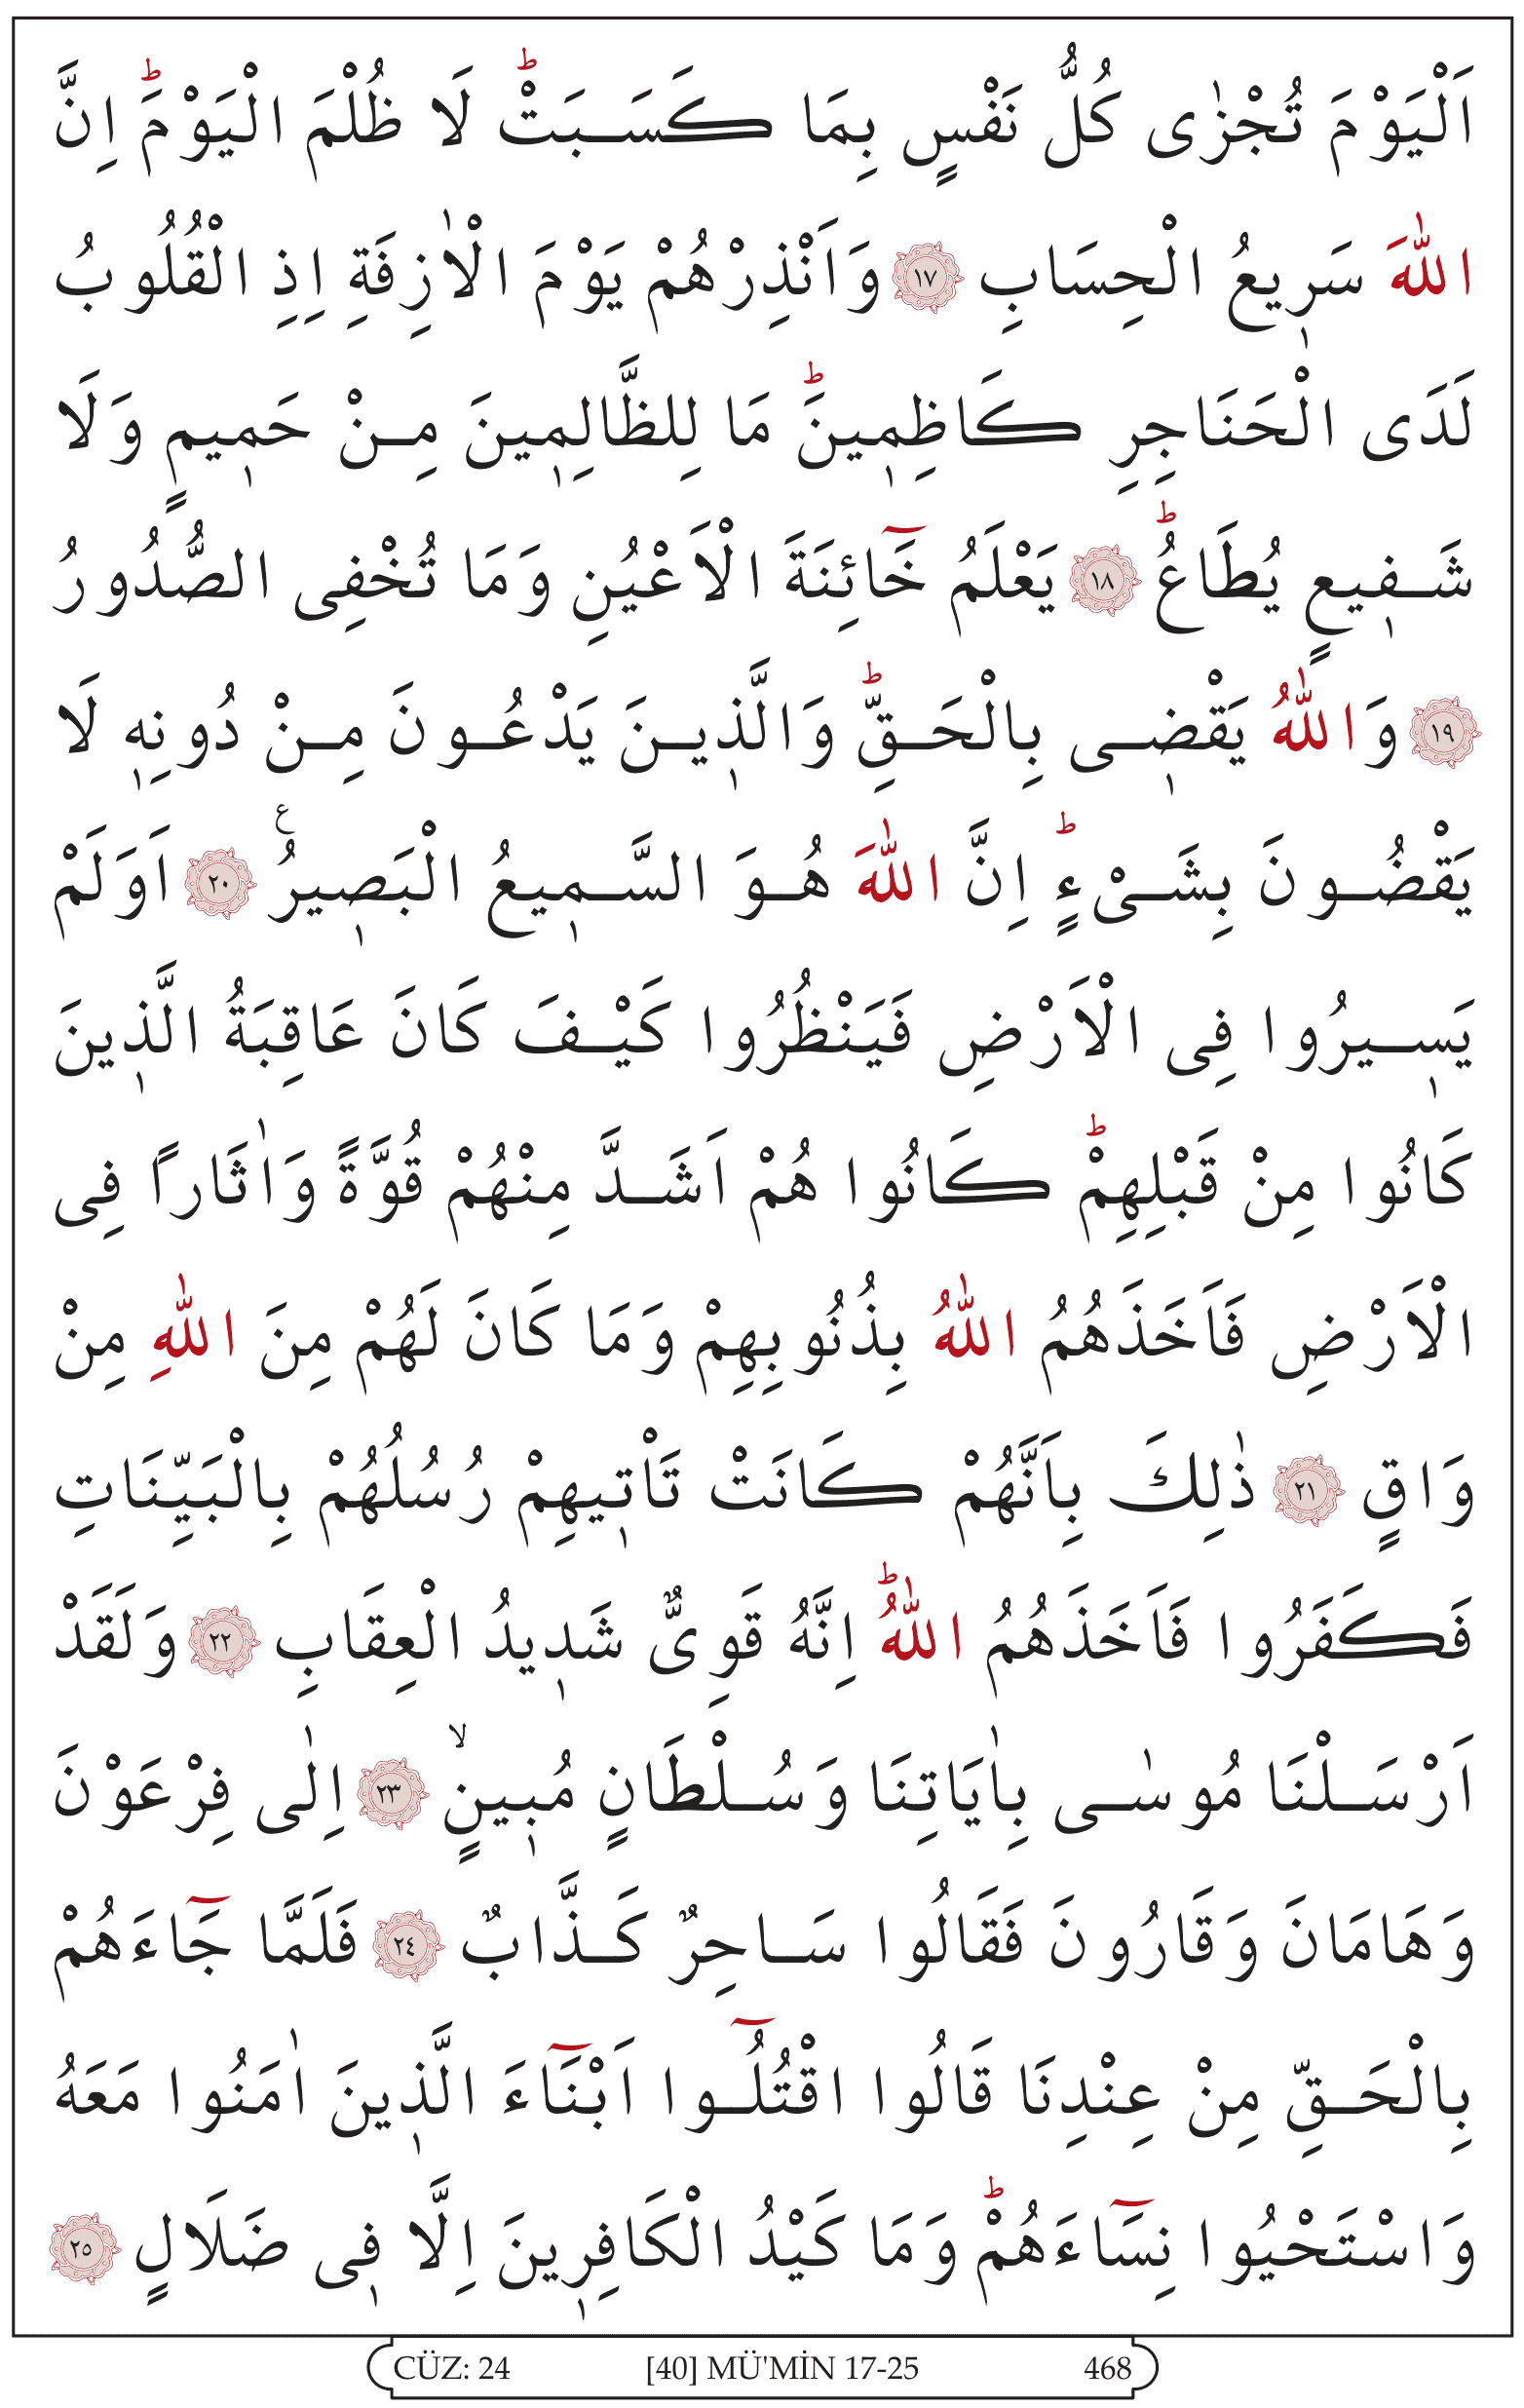 اَلْيَوْمَ تُجْزٰى كُلُّ نَفْسٍ بِمَا كَسَبَتْۜ لَا ظُلْمَ الْيَوْمَۜ اِنَّ
اللّٰهَ سَر۪يعُ الْحِسَابِ ﴿١٧﴾ وَاَنْذِرْهُمْ يَوْمَ الْاٰزِفَةِ اِذِ الْقُلُوبُ
لَدَى الْحَنَاجِرِ كَاظِم۪ينَۜ مَا لِلظَّالِم۪ينَ مِنْ حَم۪يمٍ وَلَا
شَف۪يعٍ يُطَاعُۜ ﴿١٨﴾ يَعْلَمُ خَٓائِنَةَ الْاَعْيُنِ وَمَا تُخْفِى الصُّدُورُ
﴿١٩﴾ وَاللّٰهُ يَقْض۪ى بِالْحَقِّۜ وَالَّذ۪ينَ يَدْعُونَ مِنْ دُونِه۪ لَا
يَقْضُونَ بِشَىْءٍۜ اِنَّ اللّٰهَ هُوَ السَّم۪يعُ الْبَص۪يرُ۟ ﴿٢٠﴾ اَوَلَمْ
يَس۪يرُوا فِى الْاَرْضِ فَيَنْظُرُوا كَيْفَ كَانَ عَاقِبَةُ الَّذ۪ينَ
كَانُوا مِنْ قَبْلِهِمْۜ كَانُوا هُمْ اَشَدَّ مِنْهُمْ قُوَّةً وَاٰثَارًا فِى
الْاَرْضِ فَاَخَذَهُمُ اللّٰهُ بِذُنُوبِهِمْ وَمَا كَانَ لَهُمْ مِنَ اللّٰهِ مِنْ
وَاقٍ ﴿٢١﴾ ذٰلِكَ بِاَنَّهُمْ كَانَتْ تَاْت۪يهِمْ رُسُلُهُمْ بِالْبَيِّنَاتِ
فَكَفَرُوا فَاَخَذَهُمُ اللّٰهُۜ اِنَّهُ قَوِىٌّ شَد۪يدُ الْعِقَابِ ﴿٢٢﴾ وَلَقَدْ
اَرْسَلْنَا مُوسٰى بِاٰيَاتِنَا وَسُلْطَانٍ مُب۪ينٍۙ ﴿٢٣﴾ اِلٰى فِرْعَوْنَ
وَهَامَانَ وَقَارُونَ فَقَالُوا سَاحِرٌ كَذَّابٌ ﴿٢٤﴾ فَلَمَّا جَٓاءَهُمْ
بِالْحَقِّ مِنْ عِنْدِنَا قَالُوا اقْتُلُٓوا اَبْنَٓاءَ الَّذ۪ينَ اٰمَنُوا مَعَهُ
وَاسْتَحْيُوا نِسَٓاءَهُمْۜ وَمَا كَيْدُ الْكَافِر۪ينَ اِلَّا ف۪ى ضَلَالٍ ﴿٢٥﴾
CÜZ: 24 [40] MÜ'MİN 17-25 468